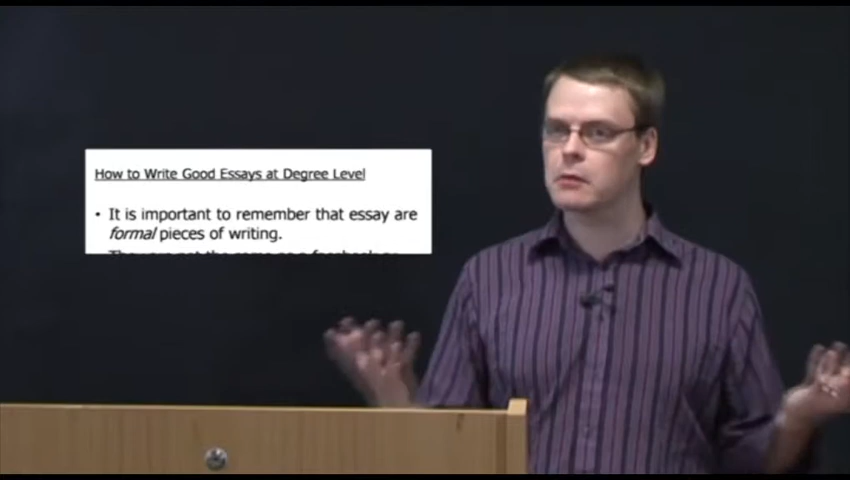 How to Write Good Essays at Degree Level
• It is important to remember that essay are
formal pieces of writing.